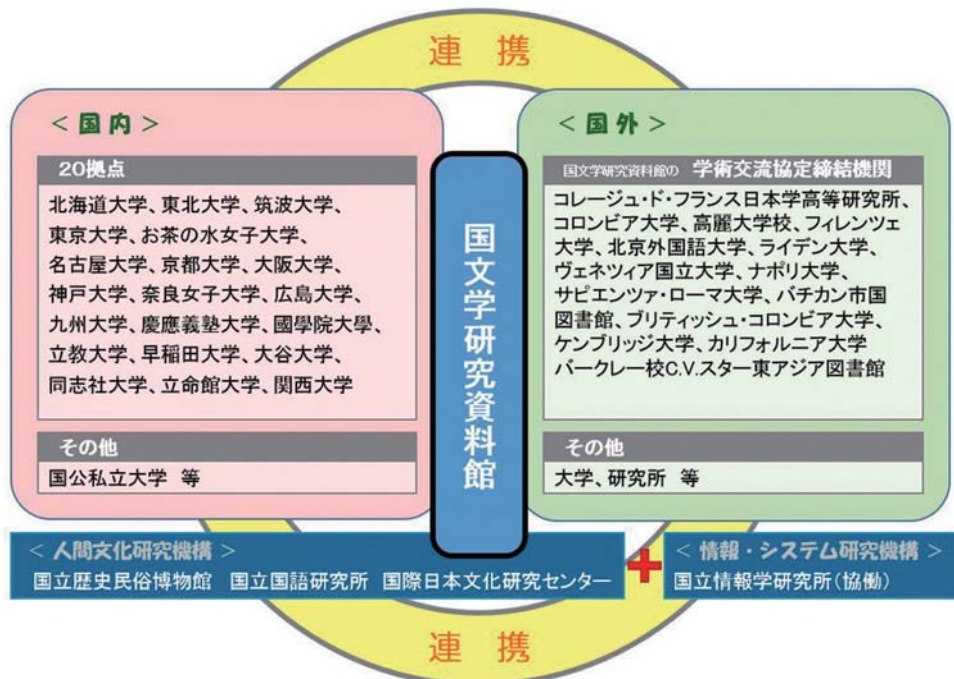 連 携
< 国内 >
20拠点
北海道大学、東北大学、筑波大学、
東京大学、お茶の水女子大学、
名古屋大学、京都大学、大阪大学、
神戸大学、奈良女子大学、広島大学、
九州大学、慶應義塾大学、國學院大學、
立教大学、早稲田大学、大谷大学、
同志社大学、立命館大学、関西大学
その他
国公私立大学 等
国文学研究資料館
< 国外 >
国文学研究資料館の 学術交流協定締結機関
コレージュ・ド・フランス日本学高等研究所、
コロンビア大学、高麗大学校、フィレンツェ
大学、北京外国語大学、ライデン大学、
ヴェネツィア国立大学、ナポリ大学、
サピエンツァ・ローマ大学、バチカン市国
図書館、ブリティッシュ・コロンビア大学、
ケンブリッジ大学、カリフォルニア大学
バークレー校C.V.スター東アジア図書館
その他
大学、研究所 等
< 人間文化研究機構 >
国立歴史民俗博物館 国立国語研究所 国際日本文化研究センター
< 情報・システム研究機構 >
国立情報学研究所(協働)
連 携